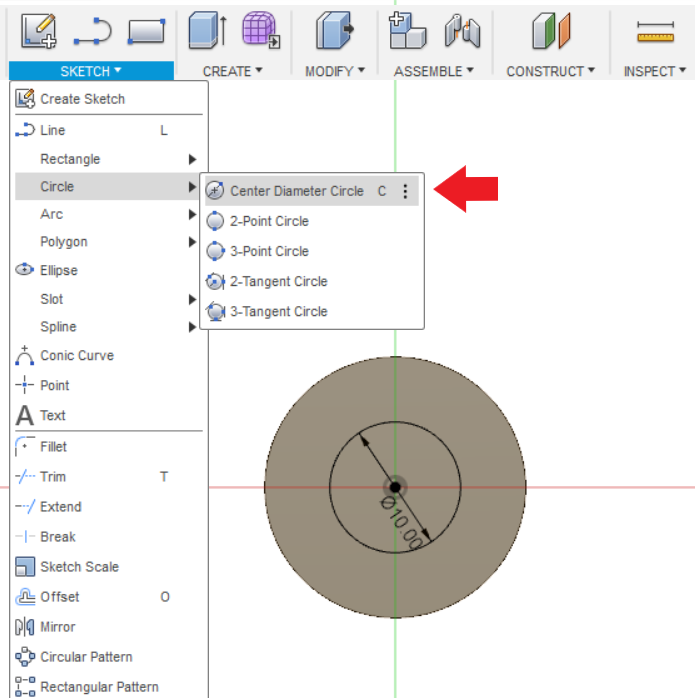 SKETCH ▾ CREATE ▾ MODIFY ▾ ASSEMBLE ▾ CONSTRUCT ▾ INSPECT ▾
Create Sketch
Line L
Rectangle
Circle
Center Diameter Circle C
2-Point Circle
3-Point Circle
2-Tangent Circle
3-Tangent Circle
Arc
Polygon
Ellipse
Slot
Spline
Conic Curve
Point
A Text
Fillet
Trim T
Extend
Break
Sketch Scale
Offset O
Mirror
Circular Pattern
Rectangular Pattern
Ø10.00